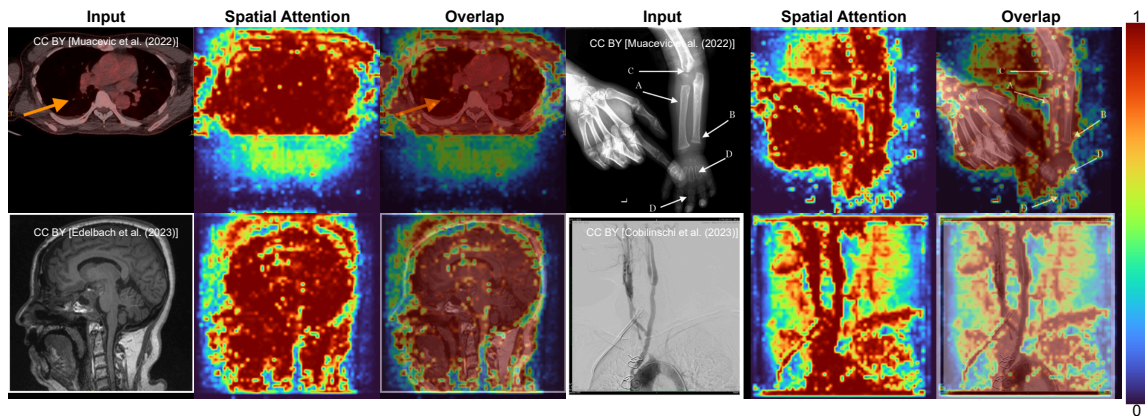 Input Spatial Attention Overlap Input Spatial Attention Overlap
CC BY [Muacevic et al. (2022)] CC BY [Muacevic et al. (2022)]
1
C
A
B
D
D
L
C
A
B
D
D
L
CC BY [Edelbach et al. (2023)] CC BY [Cobilinschi et al. (2023)]
0